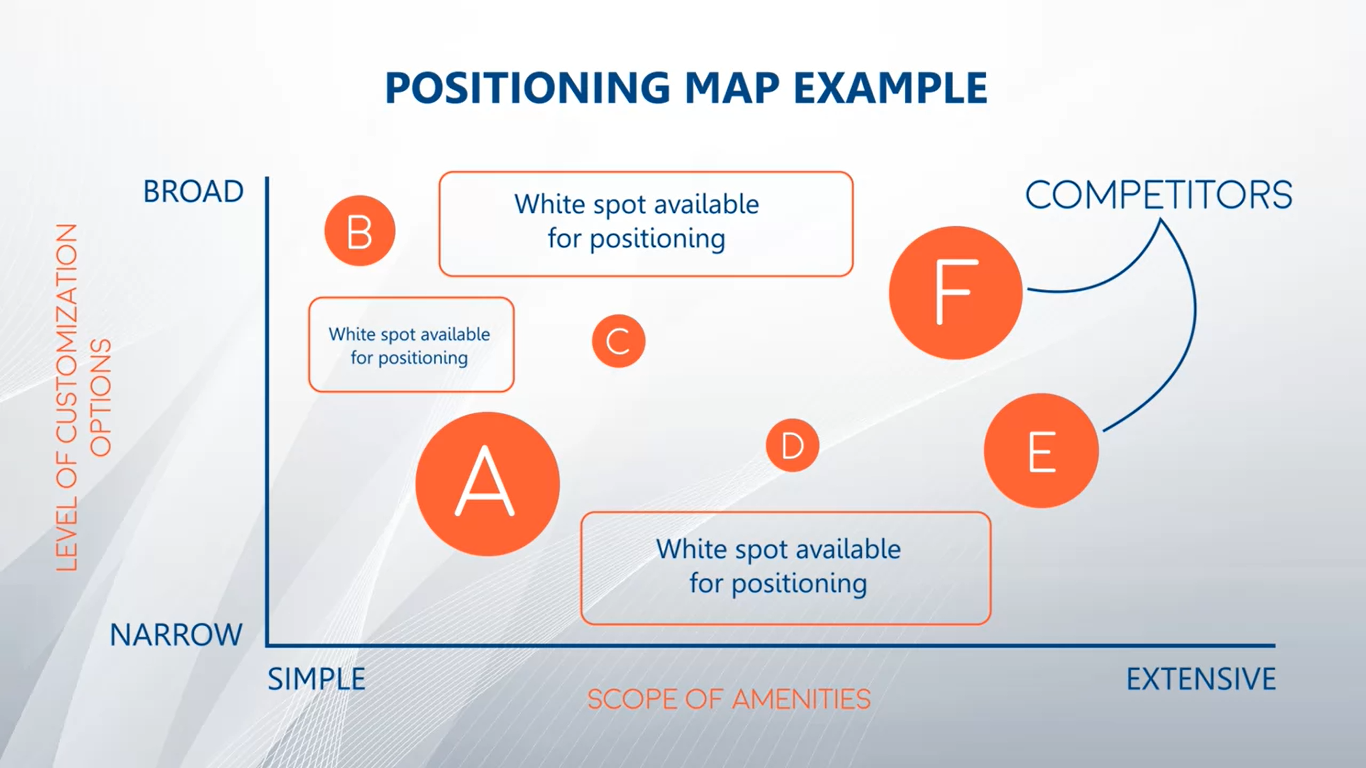 POSITIONING MAP EXAMPLE
BROAD
B
White spot available
for positioning
COMPETITORS
F
White spot available
for positioning
C
LEVEL OF CUSTOMIZATION
OPTIONS
A
D
E
White spot available
for positioning
NARROW
SIMPLE
SCOPE OF AMENITIES
EXTENSIVE